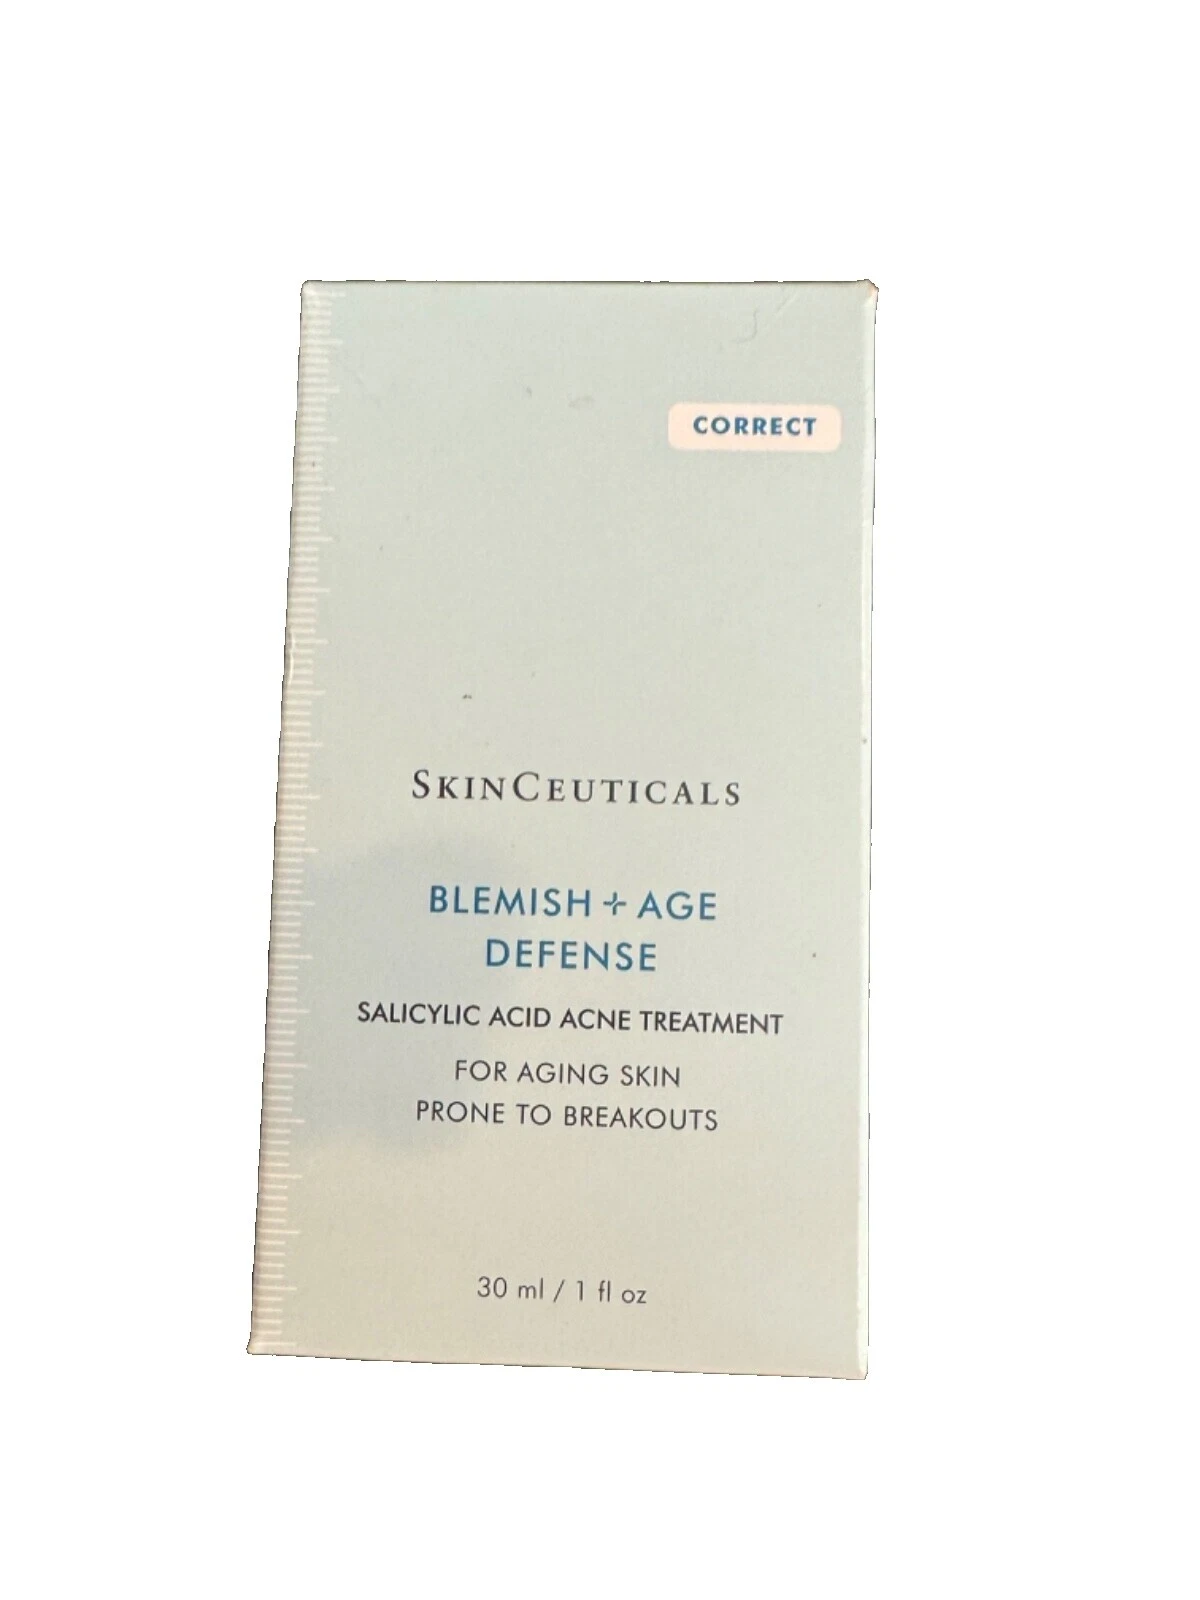 CORRECT
SKINCEUTICALS
BLEMISH + AGE
DEFENSE
SALICYLIC ACID ACNE TREATMENT
FOR AGING SKIN
PRONE TO BREAKOUTS
30 ml / 1 fl oz